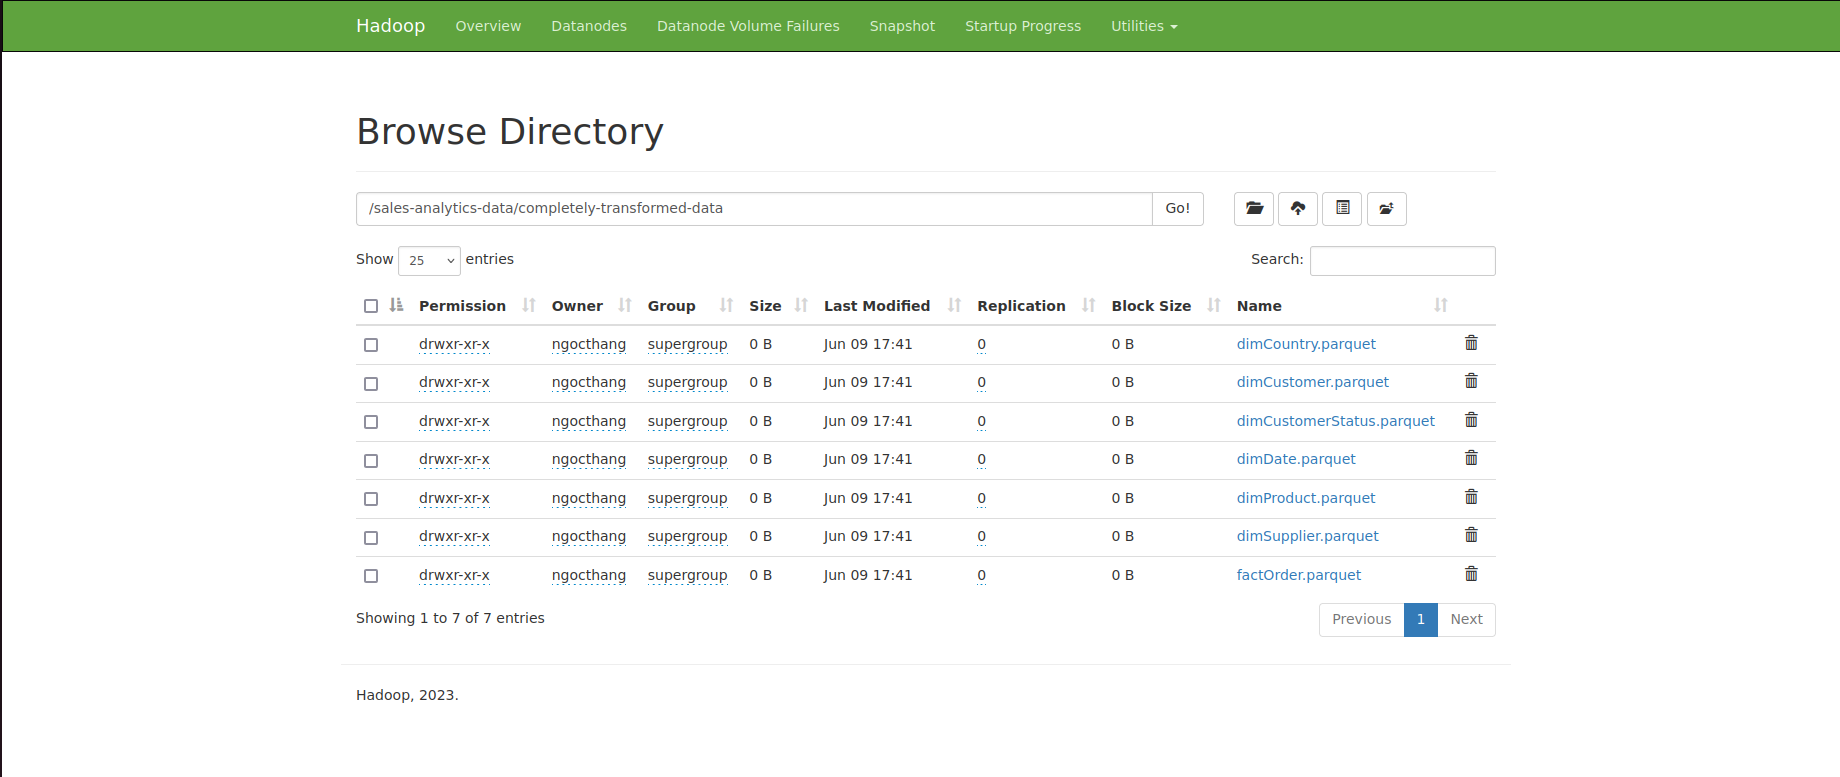 Hadoop Overview Datanodes Datanode Volume Failures Snapshot Startup Progress Utilities
Browse Directory
/sales-analytics-data/completely-transformed-data Go!
Show 25 entries Search:
Permission Owner Group Size Last Modified Replication Block Size Name
drwxr-xr-x ngocthang supergroup 0 B Jun 09 17:41 0 0 B dimCountry.parquet
drwxr-xr-x ngocthang supergroup 0 B Jun 09 17:41 0 0 B dimCustomer.parquet
drwxr-xr-x ngocthang supergroup 0 B Jun 09 17:41 0 0 B dimCustomerStatus.parquet
drwxr-xr-x ngocthang supergroup 0 B Jun 09 17:41 0 0 B dimDate.parquet
drwxr-xr-x ngocthang supergroup 0 B Jun 09 17:41 0 0 B dimProduct.parquet
drwxr-xr-x ngocthang supergroup 0 B Jun 09 17:41 0 0 B dimSupplier.parquet
drwxr-xr-x ngocthang supergroup 0 B Jun 09 17:41 0 0 B factOrder.parquet
Showing 1 to 7 of 7 entries Previous 1 Next
Hadoop, 2023.